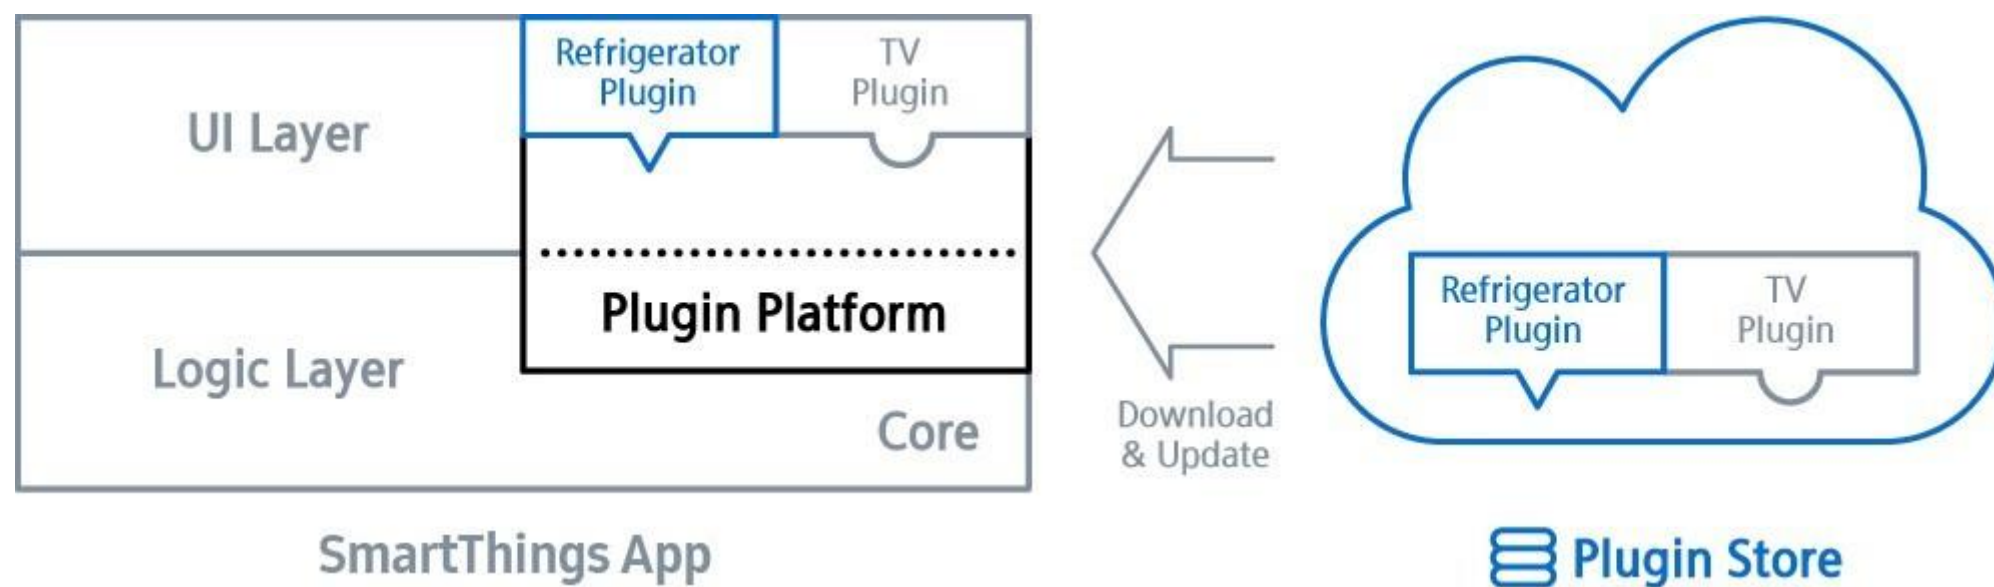 Refrigerator
Plugin
TV
Plugin
UI Layer
Plugin Platform
Logic Layer
Core
SmartThings App
Download
& Update
Refrigerator
Plugin
TV
Plugin
Plugin Store